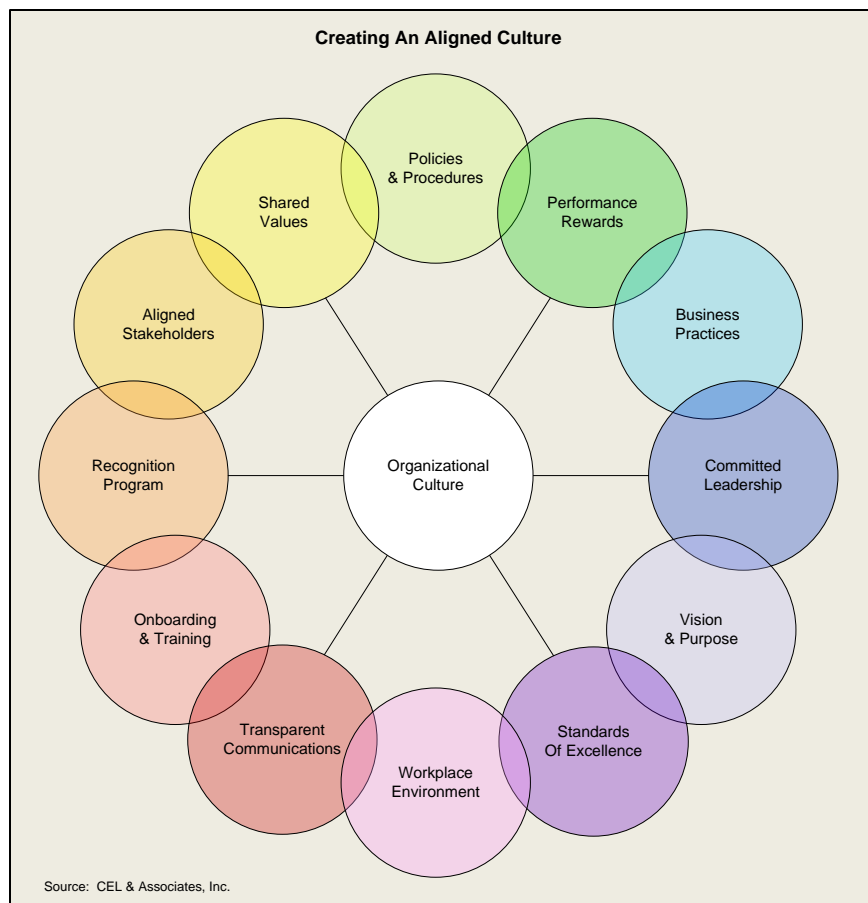 Creating An Aligned Culture
Policies
& Procedures
Performance
Rewards
Business
Practices
Committed
Leadership
Vision
& Purpose
Standards
Of Excellence
Workplace
Environment
Transparent
Communications
Onboarding
& Training
Recognition
Program
Aligned
Stakeholders
Shared
Values
Organizational
Culture
Source:  CEL & Associates, Inc.